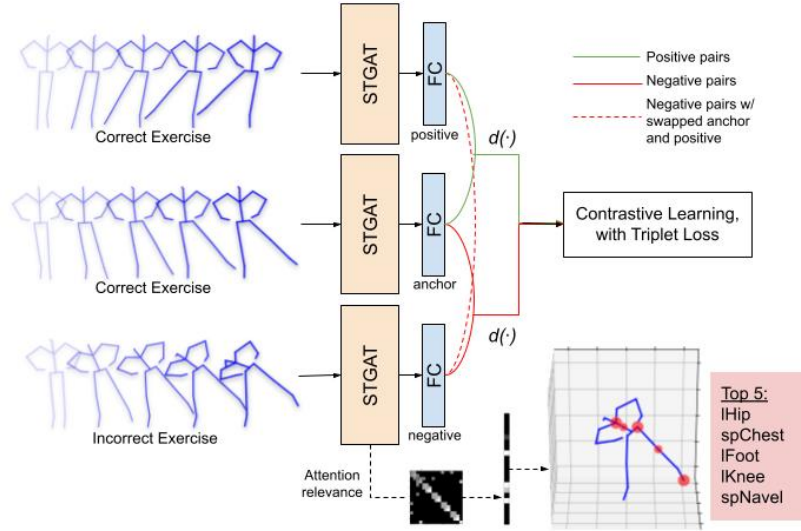 STGAT
FC
positive
Correct Exercise
Positive pairs
Negative pairs
Negative pairs w/
swapped anchor
and positive
d(·)
STGAT
FC
anchor
Correct Exercise
Contrastive Learning,
with Triplet Loss
d(·)
STGAT
FC
negative
Incorrect Exercise
Attention
relevance
Top 5:
lHip
spChest
lFoot
lKnee
spNavel